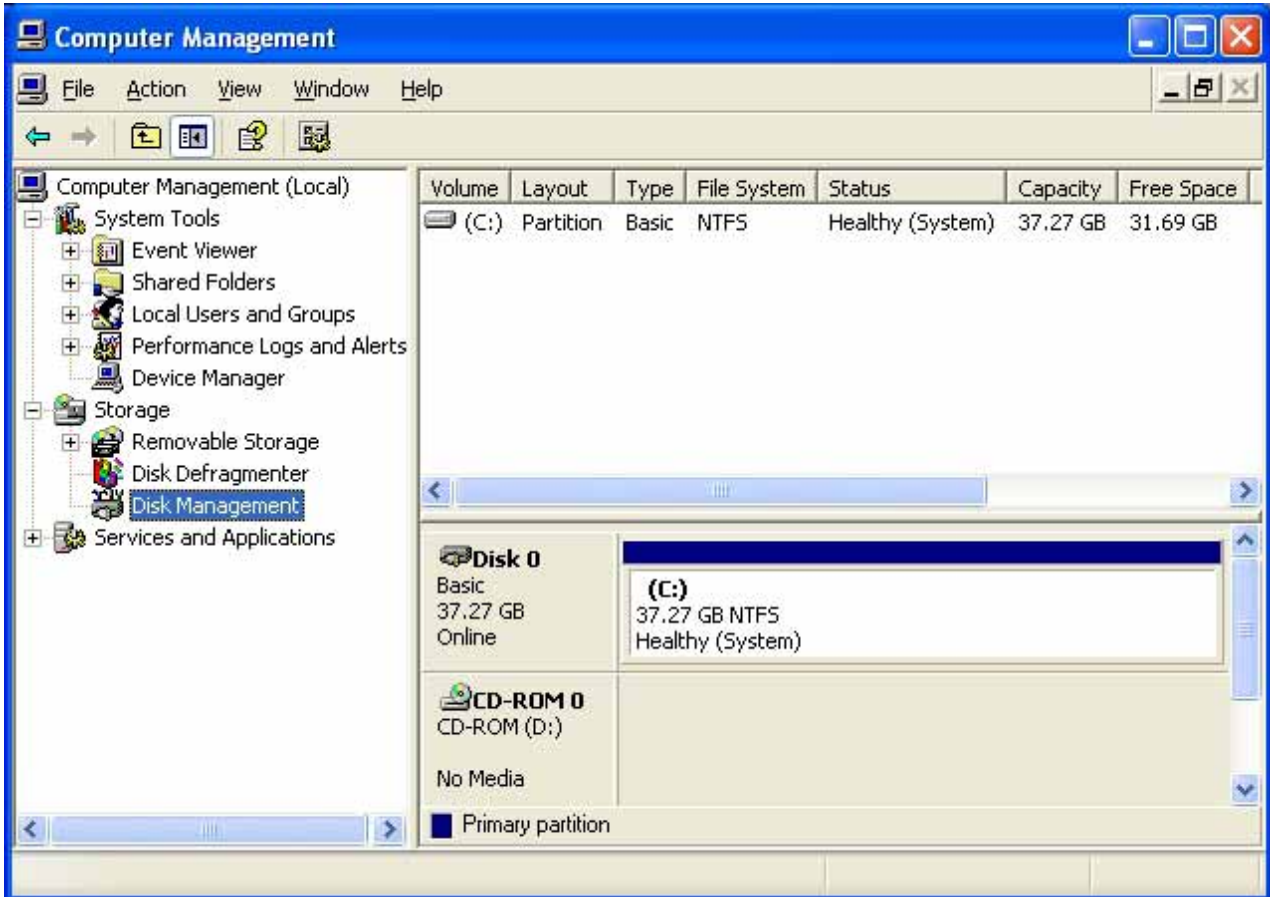 Computer Management
File Action View Window Help
Computer Management (Local)
System Tools
Event Viewer
Shared Folders
Local Users and Groups
Performance Logs and Alerts
Device Manager
Storage
Removable Storage
Disk Defragmenter
Disk Management
Services and Applications
Volume Layout Type File System Status Capacity Free Space
(C:) Partition Basic NTFS Healthy (System) 37.27 GB 31.69 GB
Disk 0
Basic
37.27 GB
Online
(C:)
37.27 GB NTFS
Healthy (System)
CD-ROM 0
CD-ROM (D:)
No Media
Primary partition